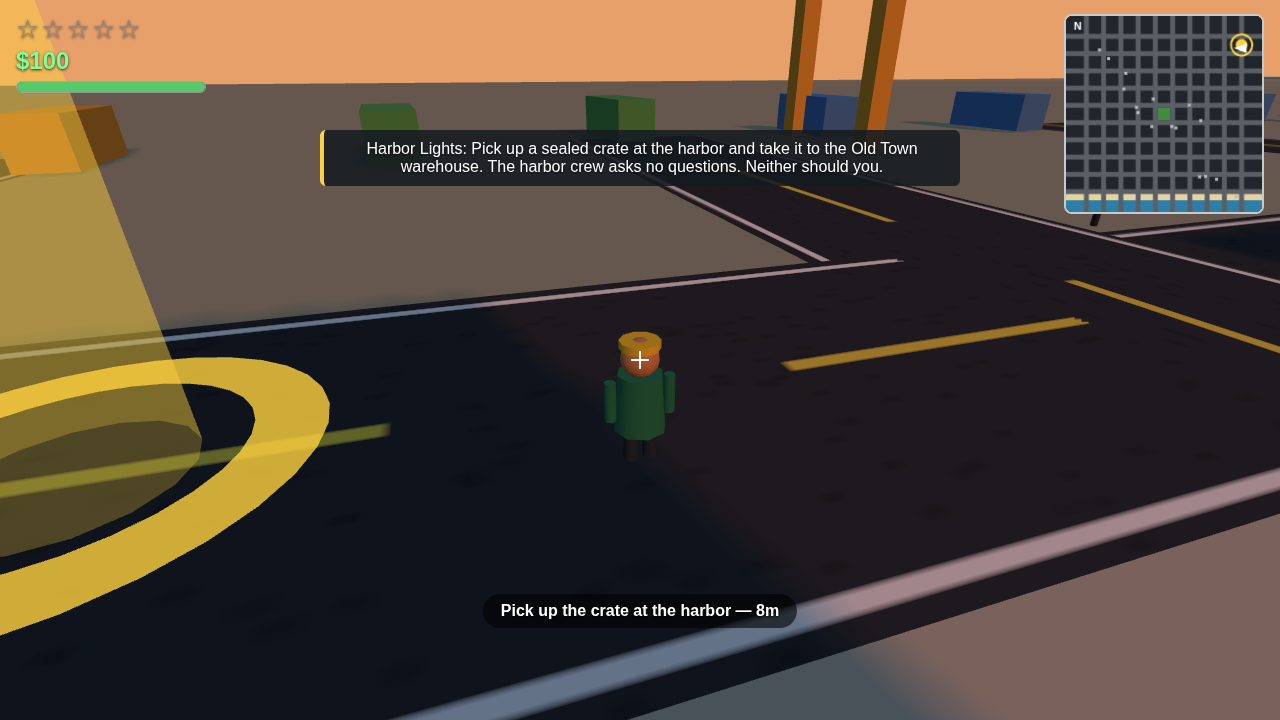 $100
N
Harbor Lights: Pick up a sealed crate at the harbor and take it to the Old Town
warehouse. The harbor crew asks no questions. Neither should you.
Pick up the crate at the harbor — 8m